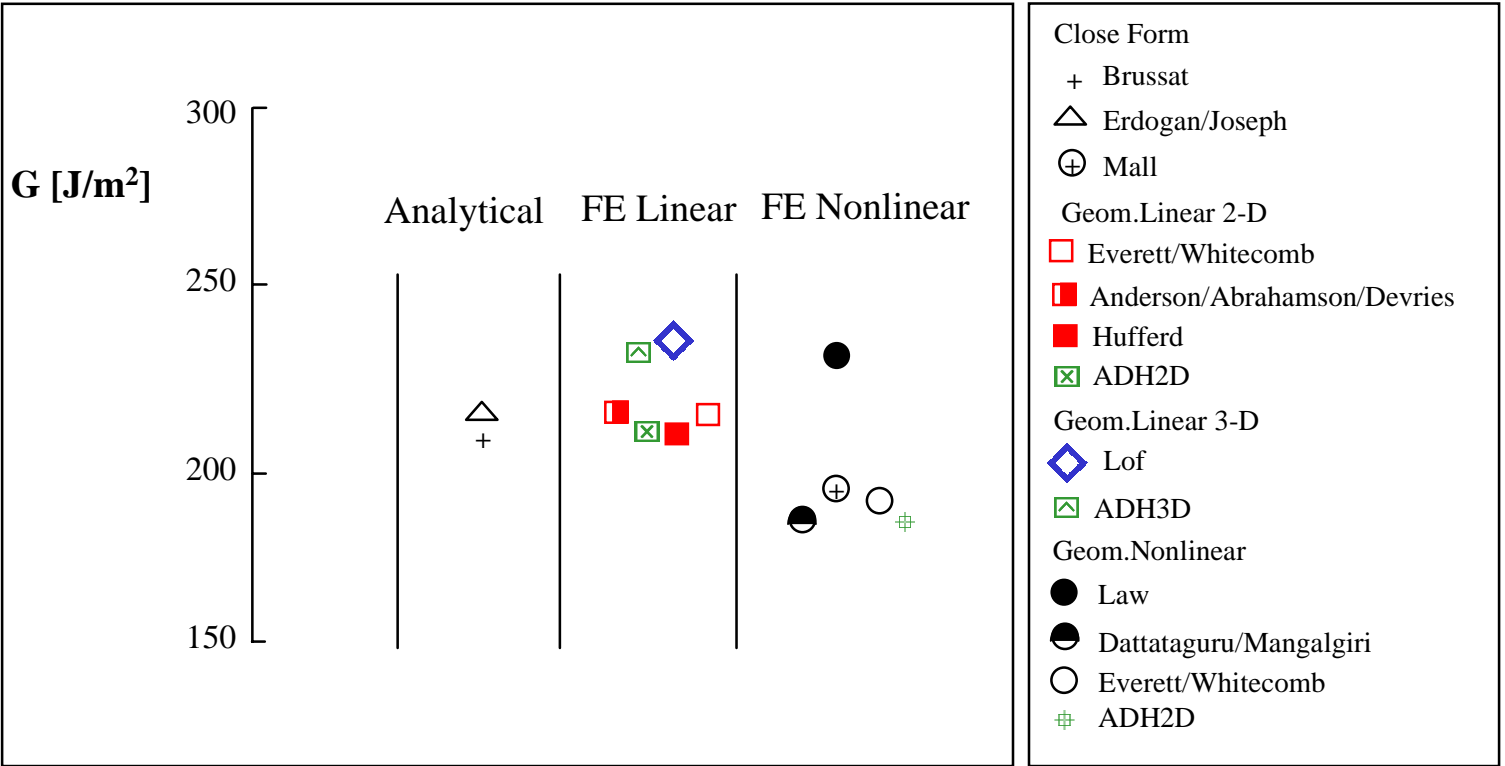 300
G [J/m²]
Analytical FE Linear FE Nonlinear
250
200
150
Close Form
Brussat
Erdogan/Joseph
Mall
Geom.Linear 2-D
Everett/Whitecomb
Anderson/Abrahamson/Devries
Hufferd
ADH2D
Geom.Linear 3-D
Lof
ADH3D
Geom.Nonlinear
Law
Dattataguru/Mangalgiri
Everett/Whitecomb
ADH2D